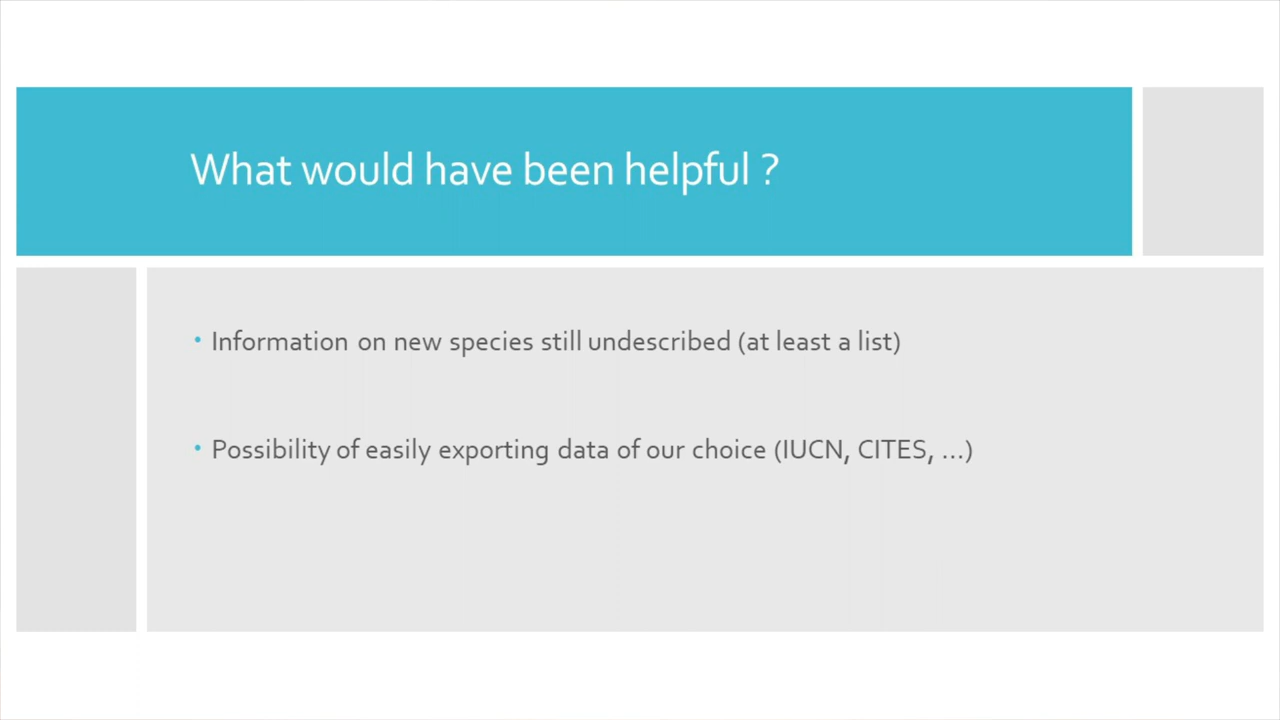 What would have been helpful ?
• Information on new species still undescribed (at least a list)
• Possibility of easily exporting data of our choice (IUCN, CITES, ...)